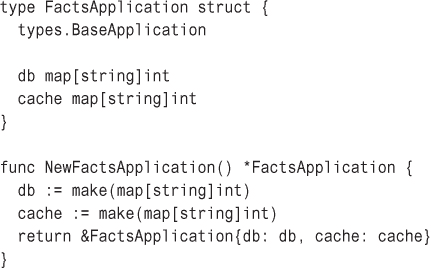 type FactsApplication struct {
  types.BaseApplication

  db map[string]int
  cache map[string]int
}

func NewFactsApplication() *FactsApplication {
  db := make(map[string]int)
  cache := make(map[string]int)
  return &FactsApplication{db: db, cache: cache}
}